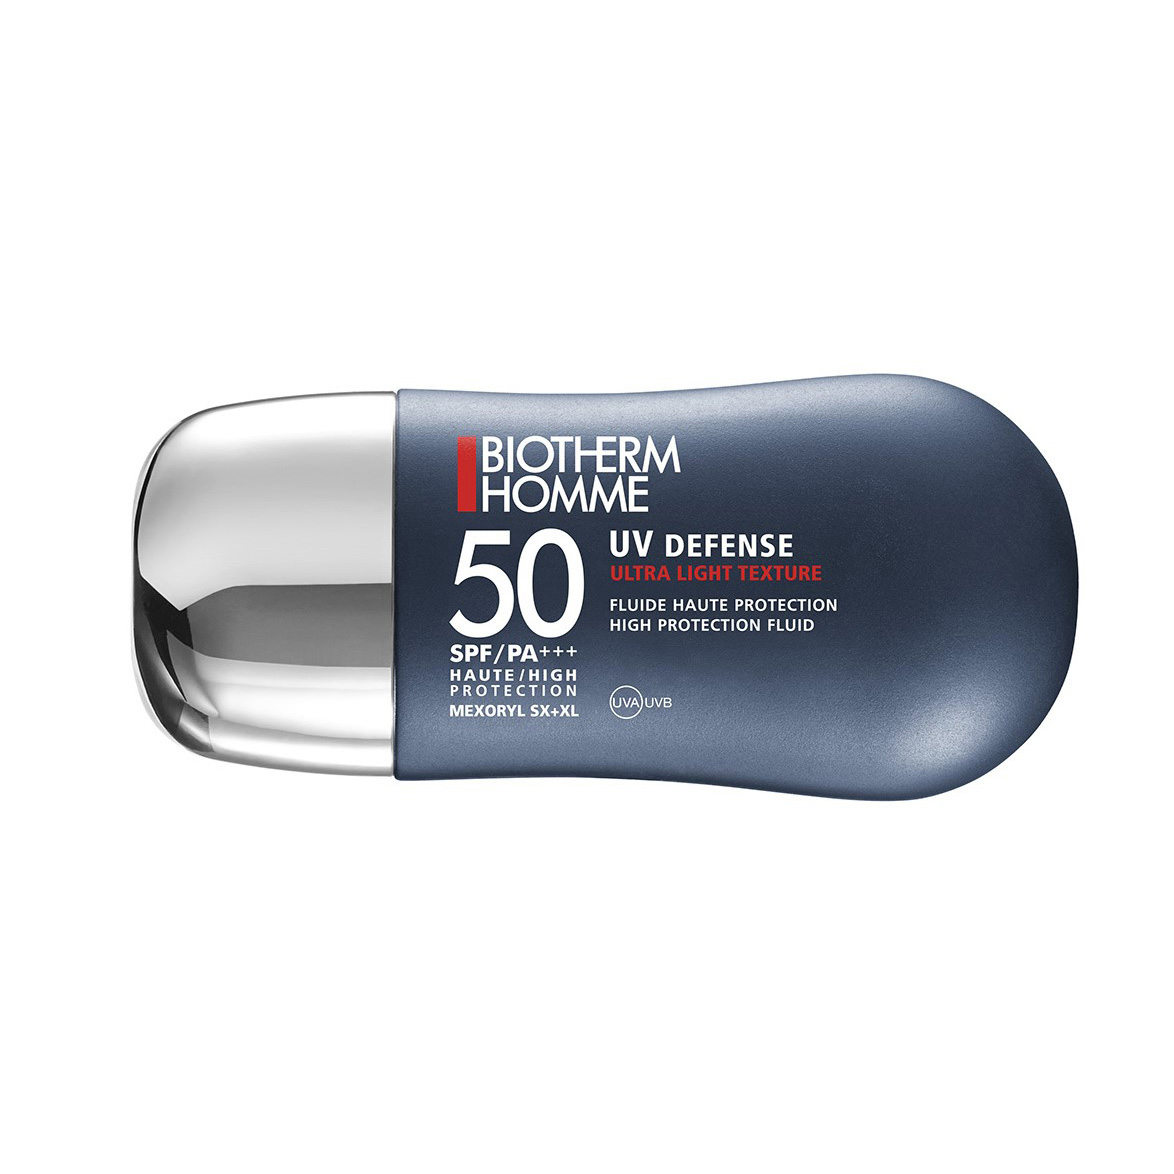 BIOTHERM
HOMME
50
SPF/PA+++
HAUTE/HIGH
PROTECTION
MEXORYL SX+XL
UV DEFENSE
ULTRA LIGHT TEXTURE
FLUIDE HAUTE PROTECTION
HIGH PROTECTION FLUID
UVA UVB